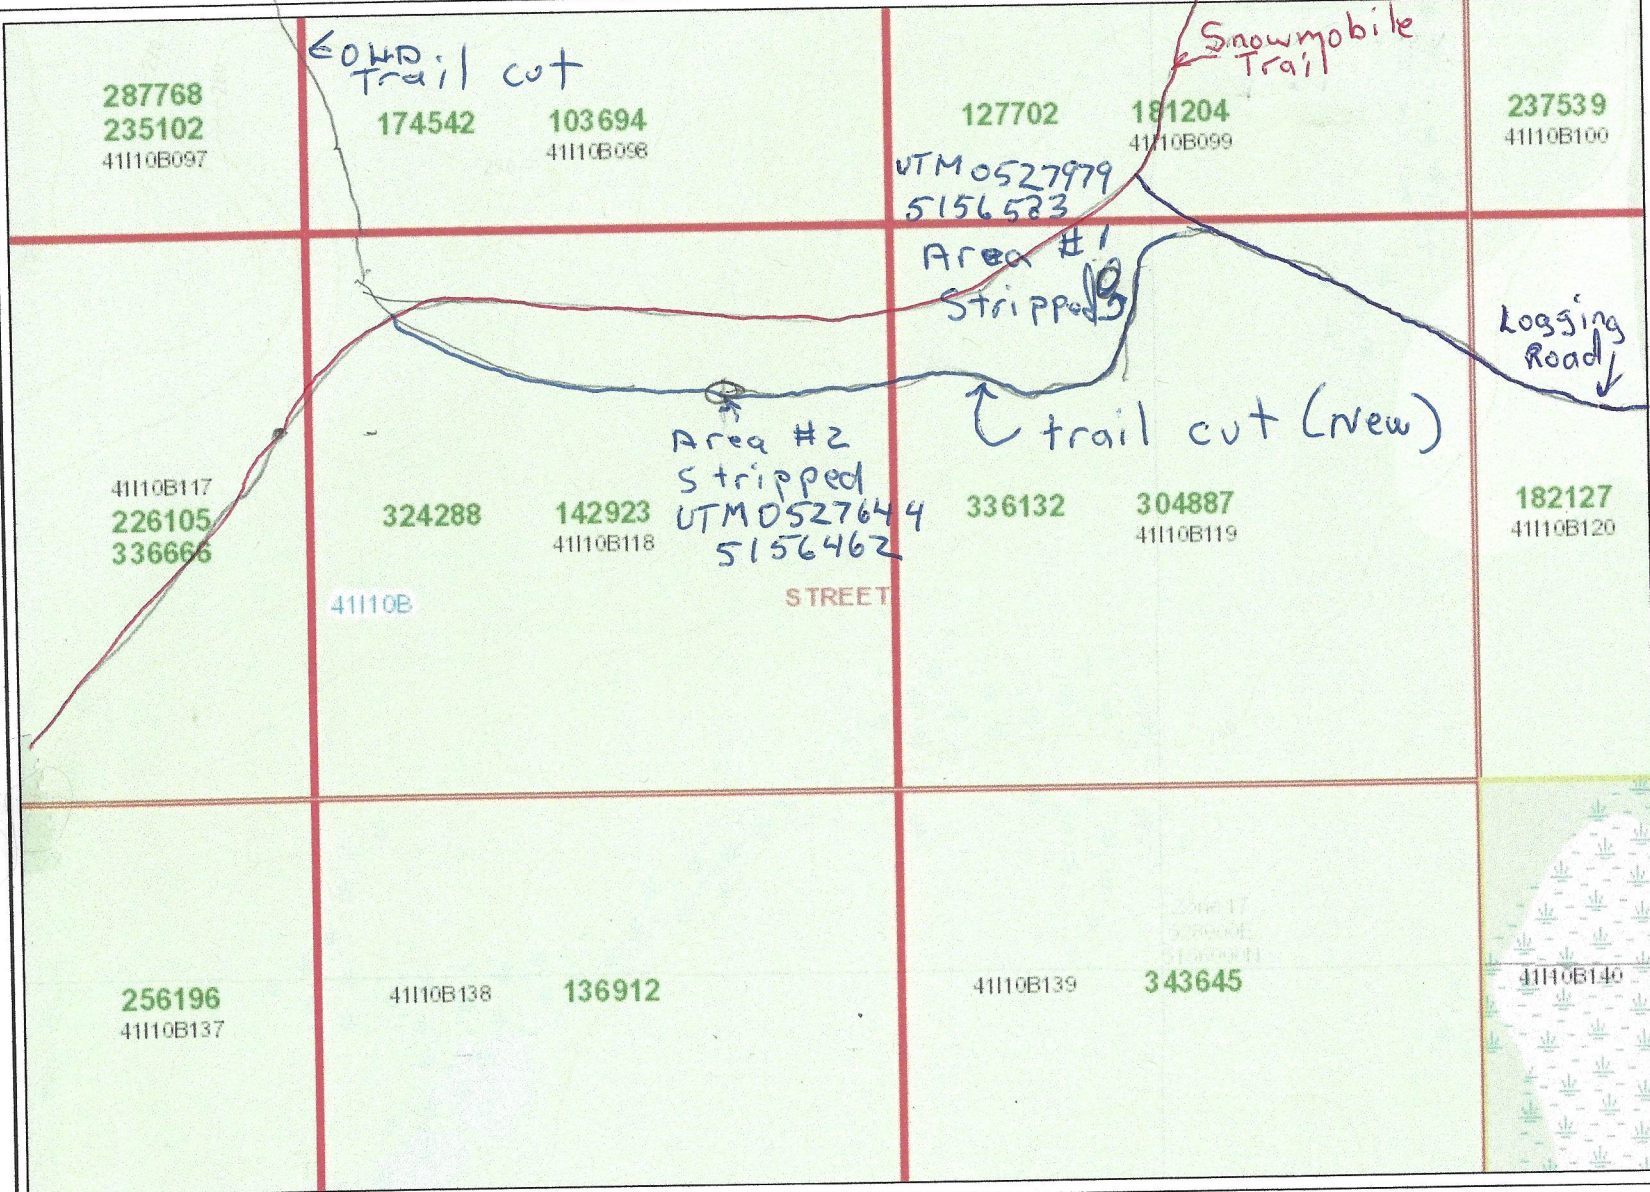 ←OLD
Trail cut
Snowmobile
Trail
287768
235102
41I10B097
174542
103694
41I10B098
127702
181204
41I10B099
237539
41I10B100
UTM 0527979
5156583
Area #1
Stripped
Logging
Road
trail cut (New)
Area #2
Stripped
UTM 0527644
5156462
41I10B117
226105
336666
324288
142923
41I10B118
336132
304887
41I10B119
182127
41I10B120
41I10B
STREET
256196
41I10B137
41I10B138
136912
41I10B139
343645
41I10B140